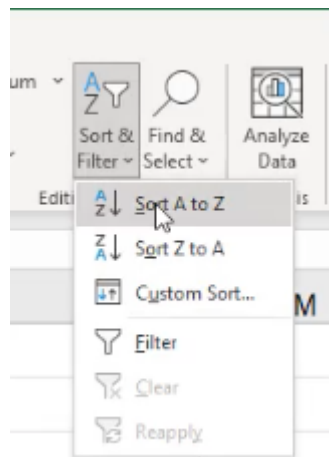 um
Sort &
Filter
Find &
Select
Analyze
Data
Editi
is
Sort A to Z
Sort Z to A
Custom Sort...
M
Filter
Clear
Reapply